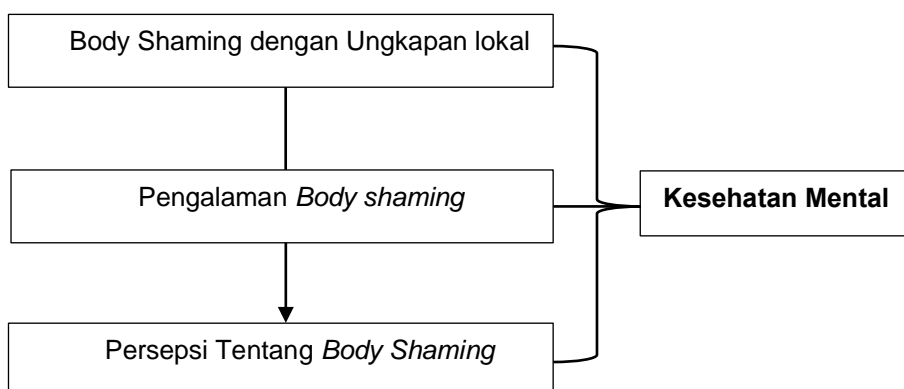 Body Shaming dengan Ungkapan lokal
Pengalaman Body shaming
Kesehatan Mental
Persepsi Tentang Body Shaming